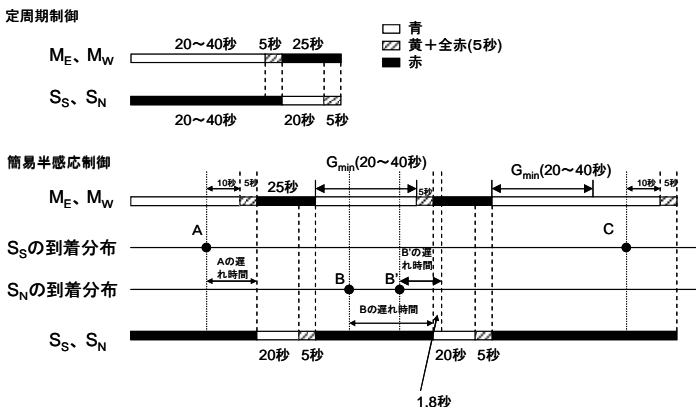 定周期制御
青
黄＋全赤(5秒)
赤
20～40秒 5秒 25秒
M_E、M_W
S_S、S_N
20～40秒 20秒 5秒
簡易半感応制御
G_min(20～40秒) G_min(20～40秒)
10秒 5秒 25秒 5秒 10秒 5秒
M_E、M_W
A C
S_Sの到着分布
Aの遅れ時間
B'の遅れ時間
S_Nの到着分布 B B'
Bの遅れ時間
S_S、S_N
20秒 5秒 20秒 5秒
1.8秒